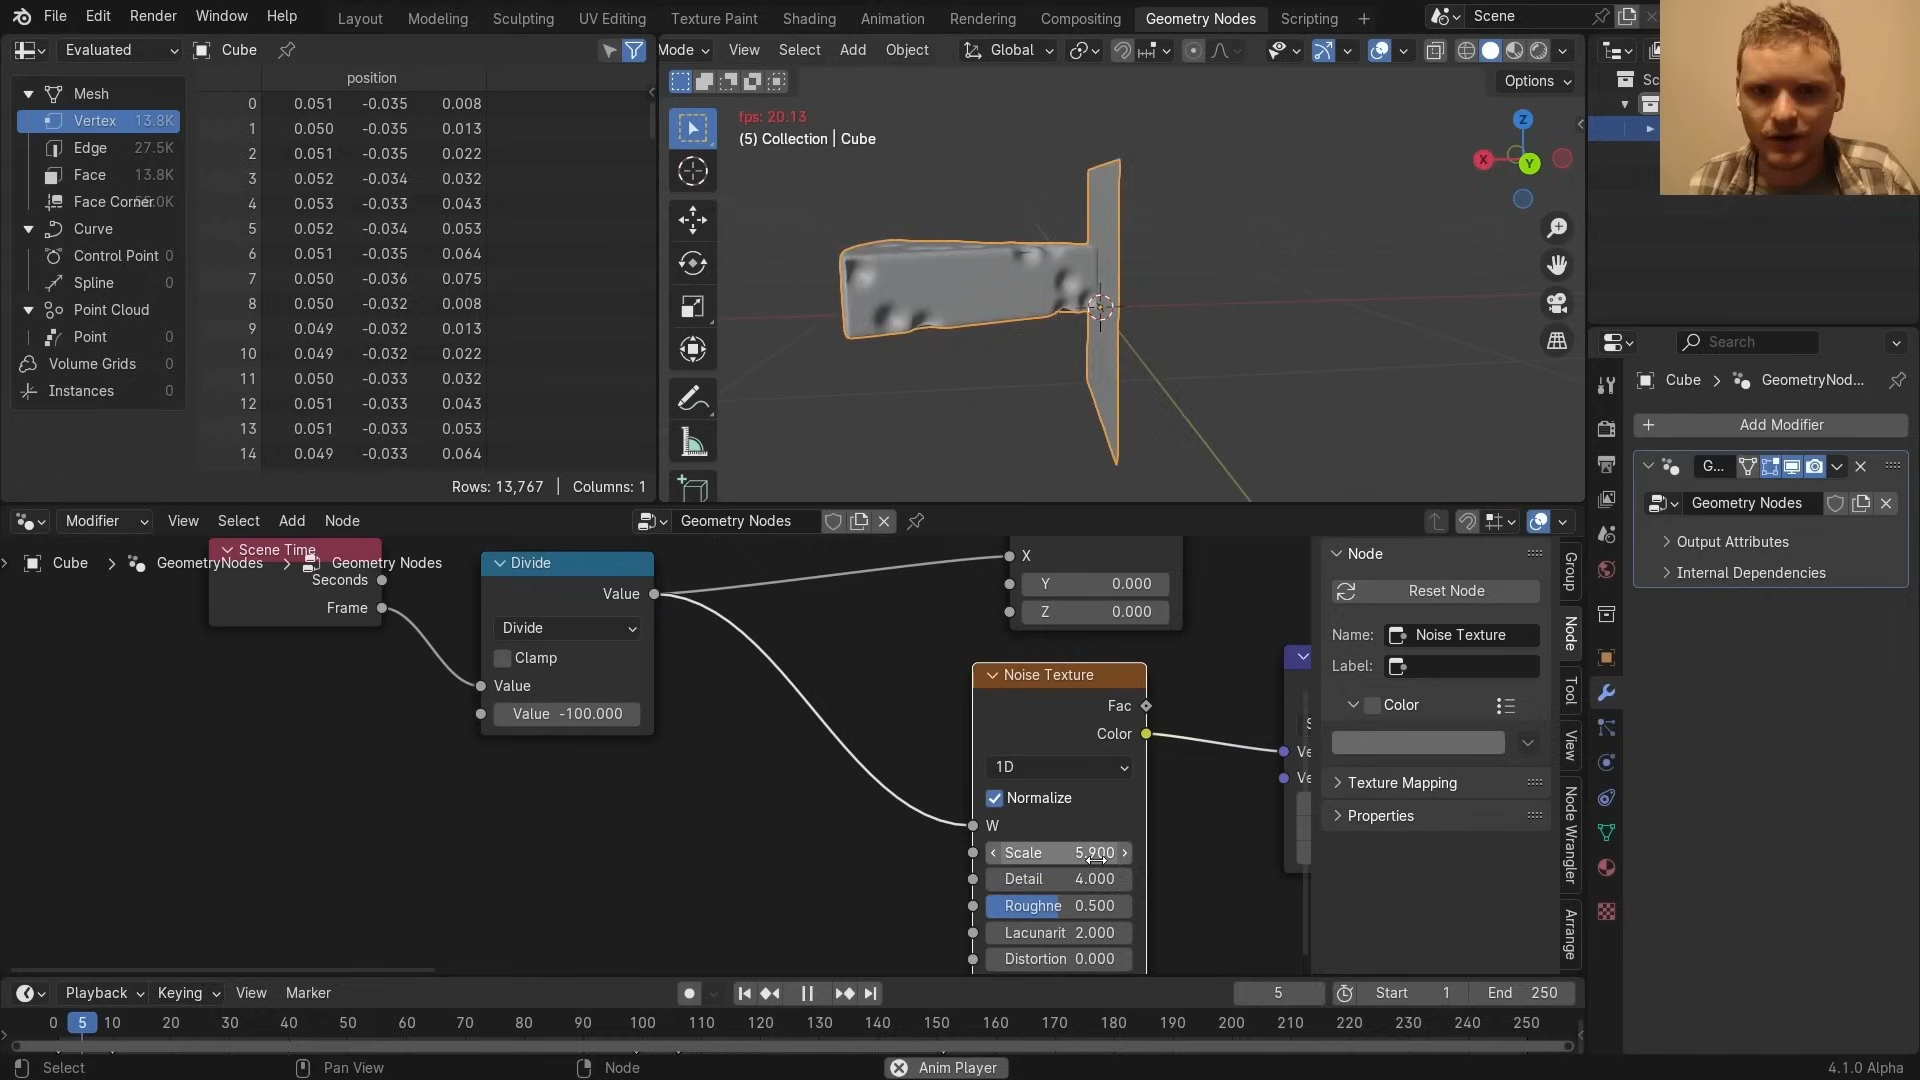 File Edit Render Window Help Layout Modeling Sculpting UV Editing Texture Paint Shading Animation Rendering Compositing Geometry Nodes Scripting + Scene
Evaluated Cube
Mode View Select Add Object Global
Options
position
Mesh
Vertex 13.8K
Edge 27.5K
Face 13.8K
Face Corner
Curve
Control Point 0
Spline 0
Point Cloud
Point 0
Volume Grids 0
Instances 0
0 0.051 -0.035 0.008
1 0.050 -0.035 0.013
2 0.051 -0.035 0.022
3 0.052 -0.034 0.032
4 0.053 -0.033 0.043
5 0.052 -0.034 0.053
6 0.051 -0.035 0.064
7 0.050 -0.036 0.075
8 0.050 -0.032 0.008
9 0.049 -0.032 0.013
10 0.049 -0.032 0.022
11 0.050 -0.033 0.032
12 0.051 -0.033 0.043
13 0.051 -0.033 0.053
14 0.049 -0.033 0.064
Rows: 13,767 | Columns: 1
fps: 20.13
(5) Collection | Cube
Z
X
Y
Sc
Search
Cube > GeometryNod...
+ Add Modifier
G...
Geometry Nodes
Output Attributes
Internal Dependencies
Modifier View Select Add Node Geometry Nodes
Cube > GeometryNodes > Geometry Nodes
Scene Time
Seconds
Frame
Divide
Value
Divide
Clamp
Value
Value -100.000
X
Y 0.000
Z 0.000
Noise Texture
Fac
Color
1D
Normalize
W
Scale 5.900
Detail 4.000
Roughne 0.500
Lacunarit 2.000
Distortion 0.000
S
Ve
Ve
Node
Reset Node
Name: Noise Texture
Label:
Color
Texture Mapping
Properties
Group
Node
Tool
View
Node Wrangler
Arrange
Playback Keying View Marker 5 Start 1 End 250
0 5 10 20 30 40 50 60 70 80 90 100 110 120 130 140 150 160 170 180 190 200 210 220 230 240 250
Select Pan View Node Anim Player 4.1.0 Alpha